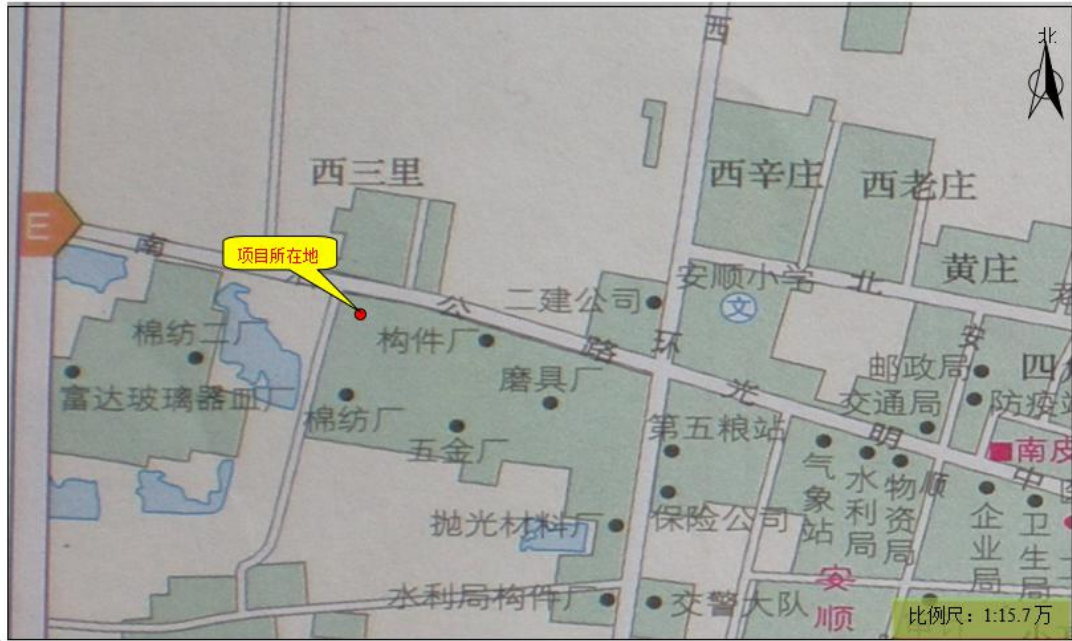 北
西
西三里
西辛庄
西老庄
E
南
项目所在地
黄庄
安顺小学
北
公
二建公司
文
构件厂
路
环
安
棉纺二厂
邮政局
四
磨具厂
光
富达玻璃器皿厂
交通局
防疫站
棉纺厂
第五粮站
明
五金厂
南皮
气象站
水利局
物资局
顺
中
抛光材料厂
保险公司
企业局
卫生局
安顺
水利局构件厂
交警大队
比例尺：1:15.7万